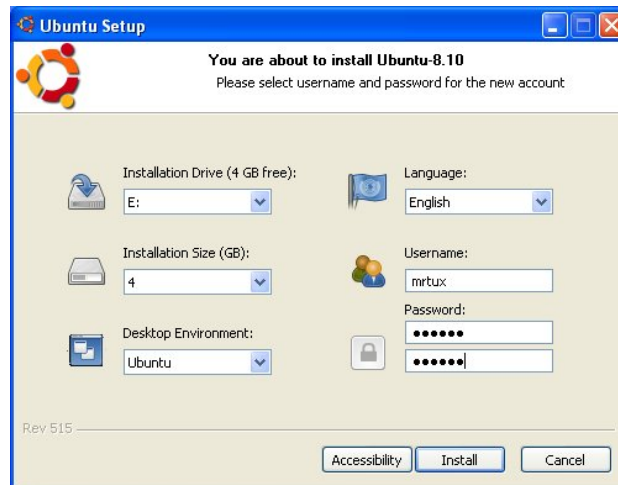 Ubuntu Setup
You are about to install Ubuntu-8.10
Please select username and password for the new account
Installation Drive (4 GB free):
E:
Language:
English
Installation Size (GB):
4
Username:
mrtux
Desktop Environment:
Ubuntu
Password:
●●●●●●
●●●●●●
Rev 515
Accessibility
Install
Cancel